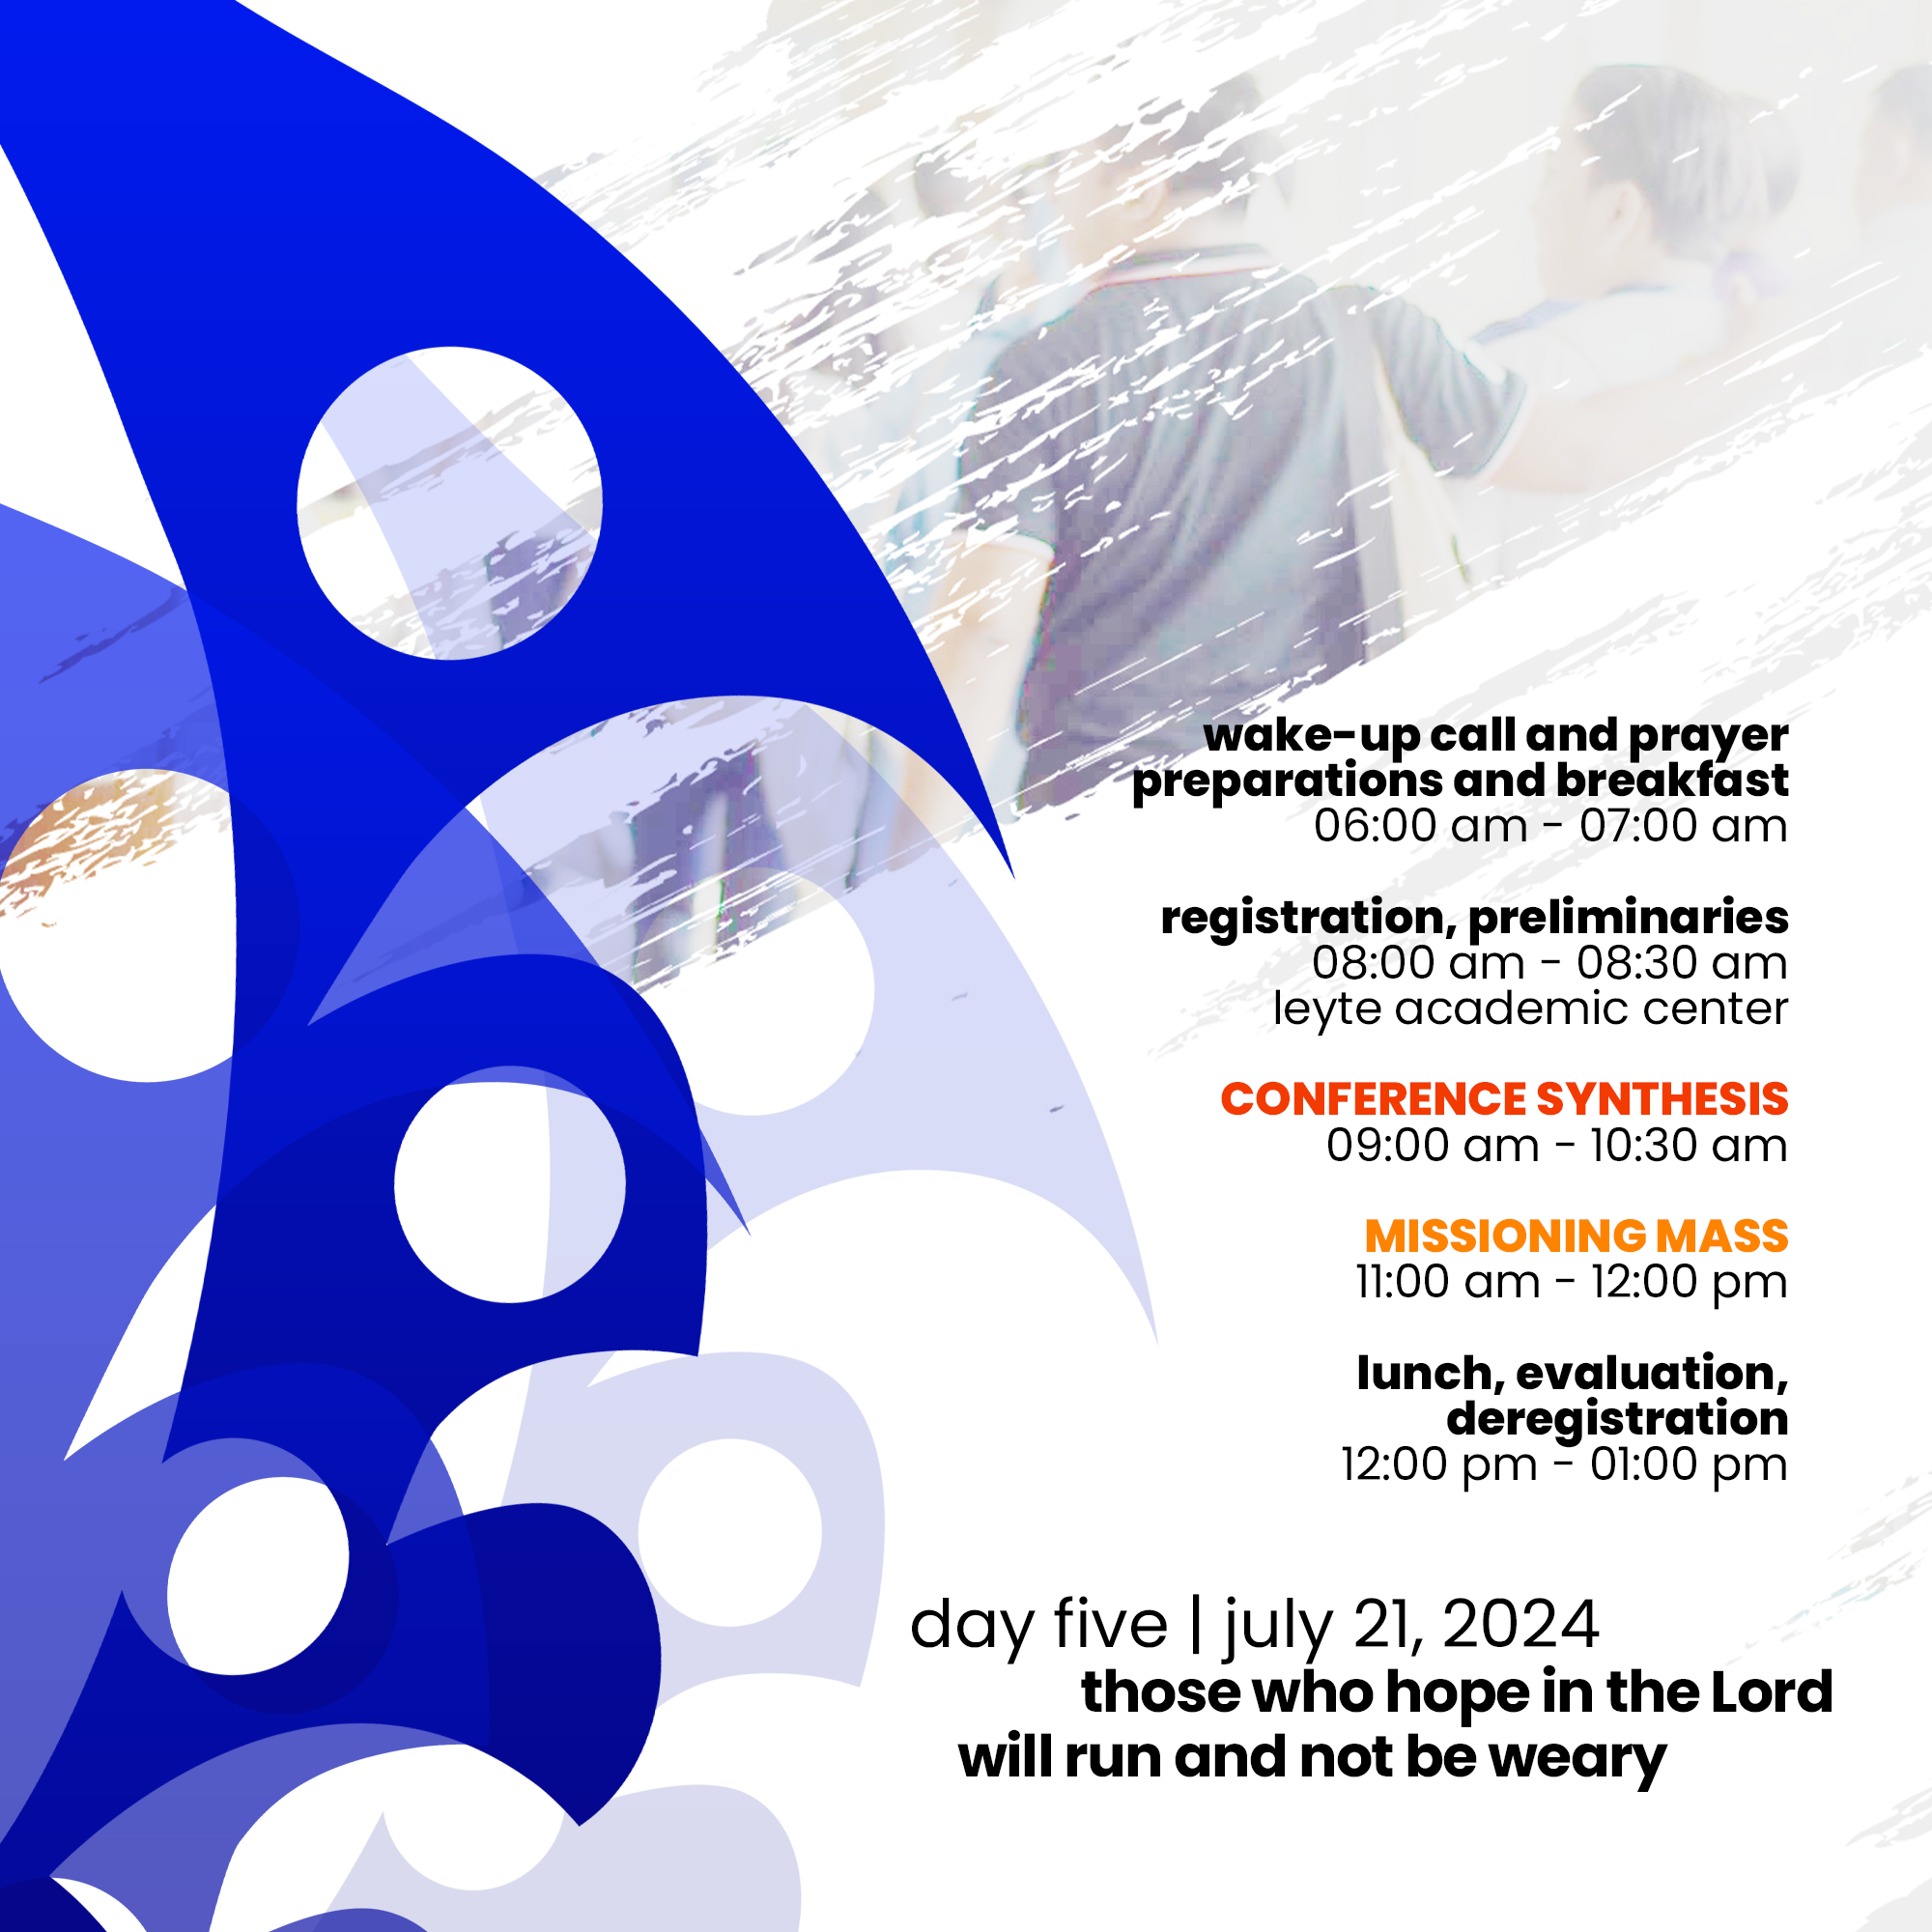 wake-up call and prayer
preparations and breakfast
06:00 am - 07:00 am
registration, preliminaries
08:00 am - 08:30 am
leyte academic center
CONFERENCE SYNTHESIS
09:00 am - 10:30 am
MISSIONING MASS
11:00 am - 12:00 pm
lunch, evaluation,
deregistration
12:00 pm - 01:00 pm
day five | july 21, 2024
those who hope in the Lord
will run and not be weary